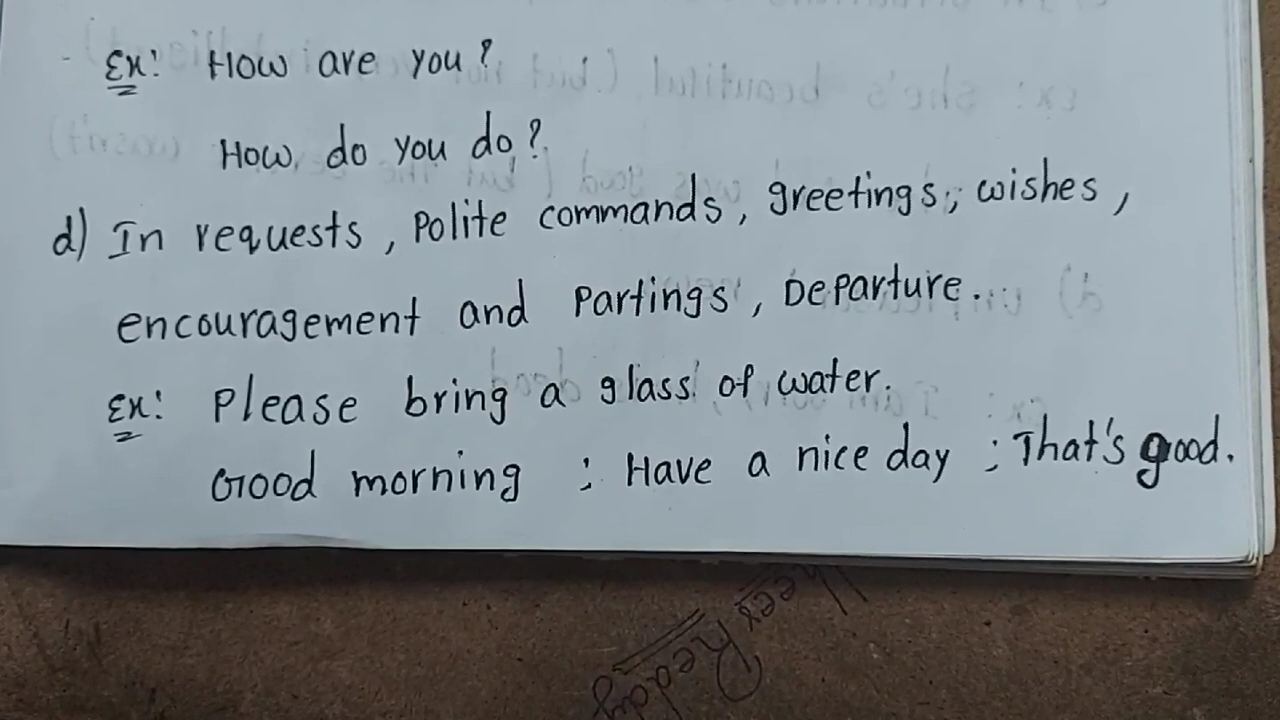 Ex: How are you?
How do you do?
d) In requests, Polite commands, greetings; wishes,
encouragement and Partings, Departure.
Ex: Please bring a glass of water.
Good morning ; Have a nice day ; That's good.
Reddy